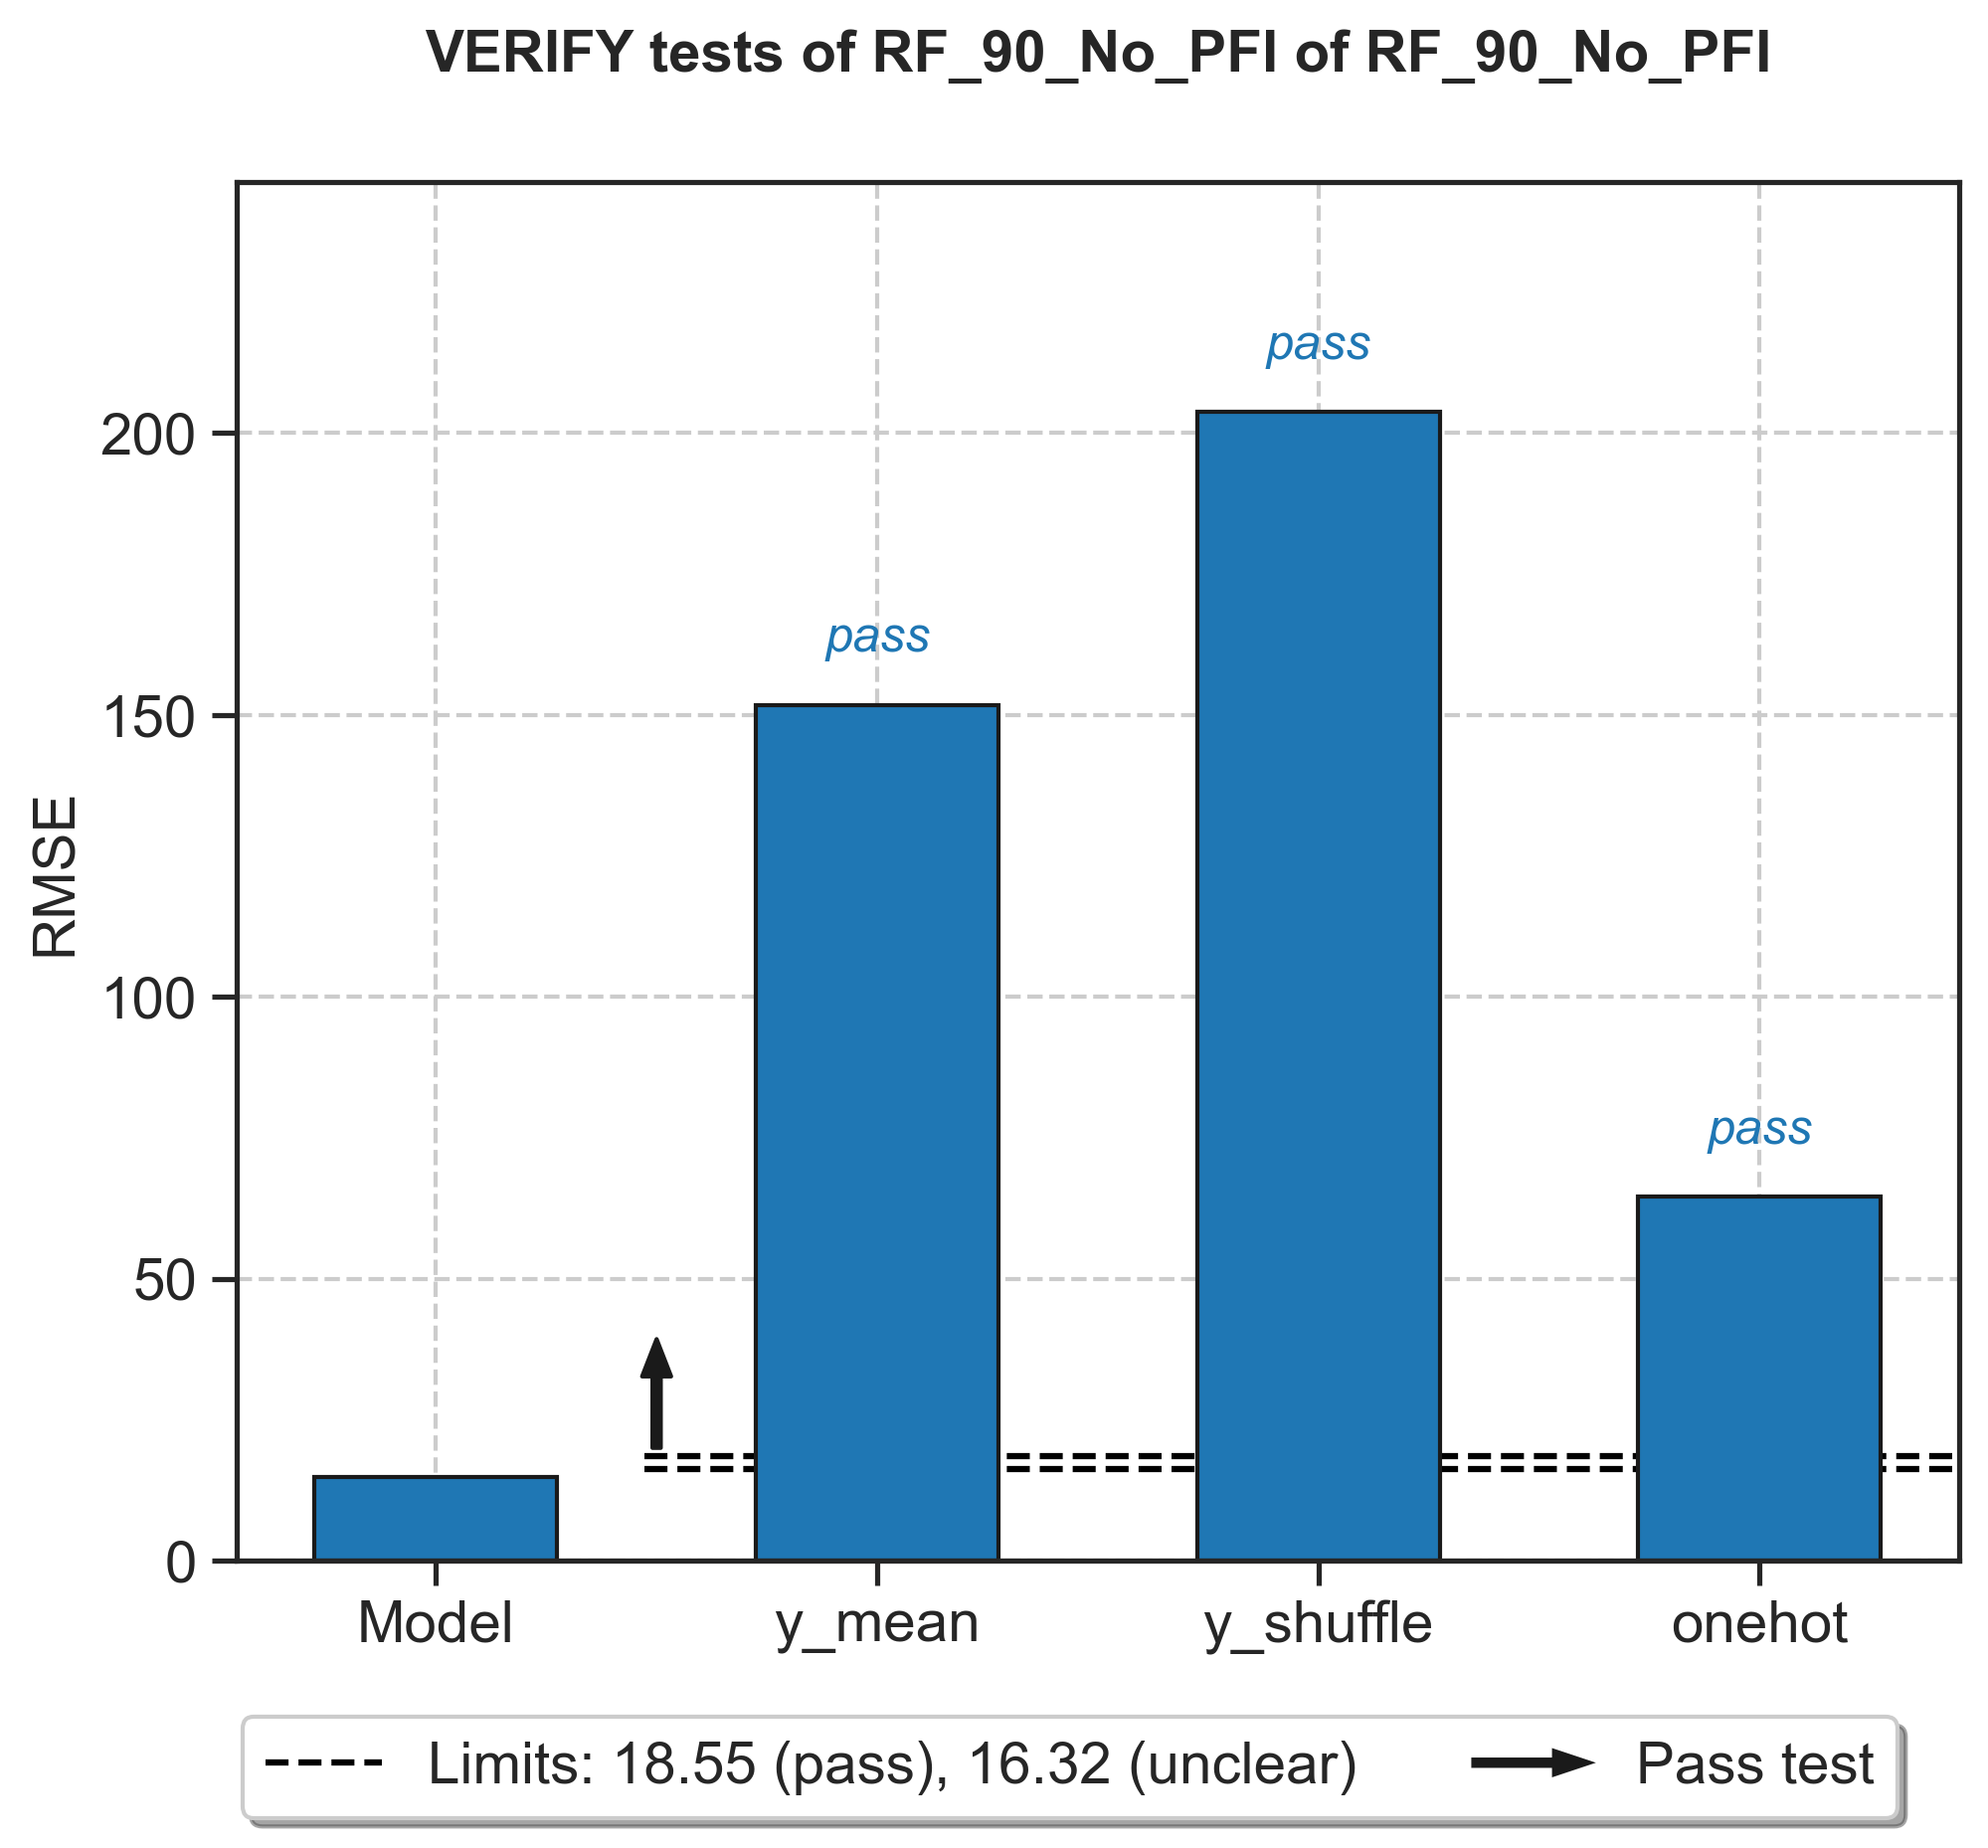 VERIFY tests of RF_90_No_PFI of RF_90_No_PFI
RMSE
200
150
100
50
0
pass
pass
pass
Model y_mean y_shuffle onehot
Limits: 18.55 (pass), 16.32 (unclear) Pass test